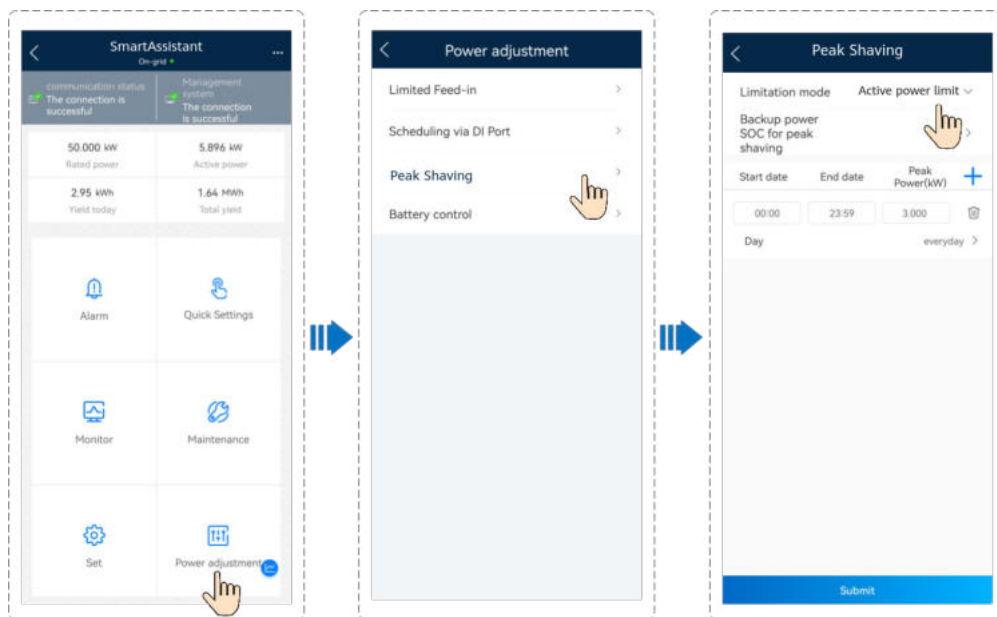 SmartAssistant
On-grid
...
communication status
The connection is
successful
Management
system
The connection
is successful
50.000 kW
Rated power
5.896 kW
Active power
2.95 kWh
Yield today
1.64 MWh
Total yield
Alarm
Quick Settings
Monitor
Maintenance
Set
Power adjustment
Power adjustment
Limited Feed-in
Scheduling via DI Port
Peak Shaving
Battery control
Peak Shaving
Limitation mode Active power limit
Backup power
SOC for peak
shaving
Start date End date Peak
Power(kW)
00:00 23:59 3.000
Day everyday
Submit